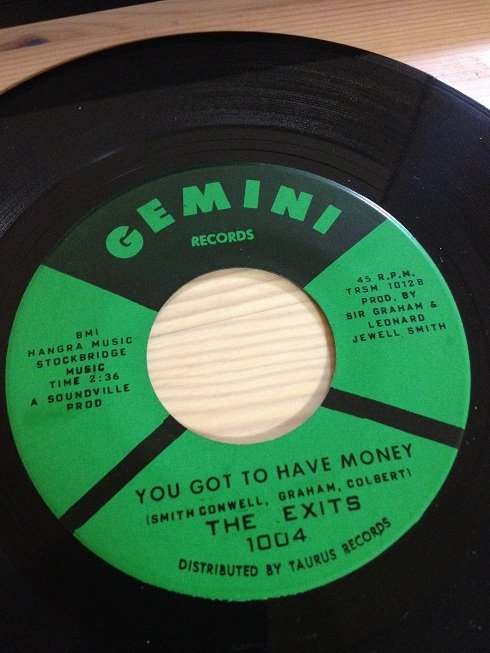 GEMINI
RECORDS
BMI
HANGRA MUSIC
STOCKBRIDGE
MUSIC
TIME 2:36
A SOUNDVILLE
PROD
45 R.P.M.
TRSM 1012B
PROD. BY
SIR GRAHAM &
LEONARD
JEWELL SMITH
YOU GOT TO HAVE MONEY
(SMITH CONWELL, GRAHAM, COLBERT)
THE EXITS
1004
DISTRIBUTED BY TAURUS RECORDS